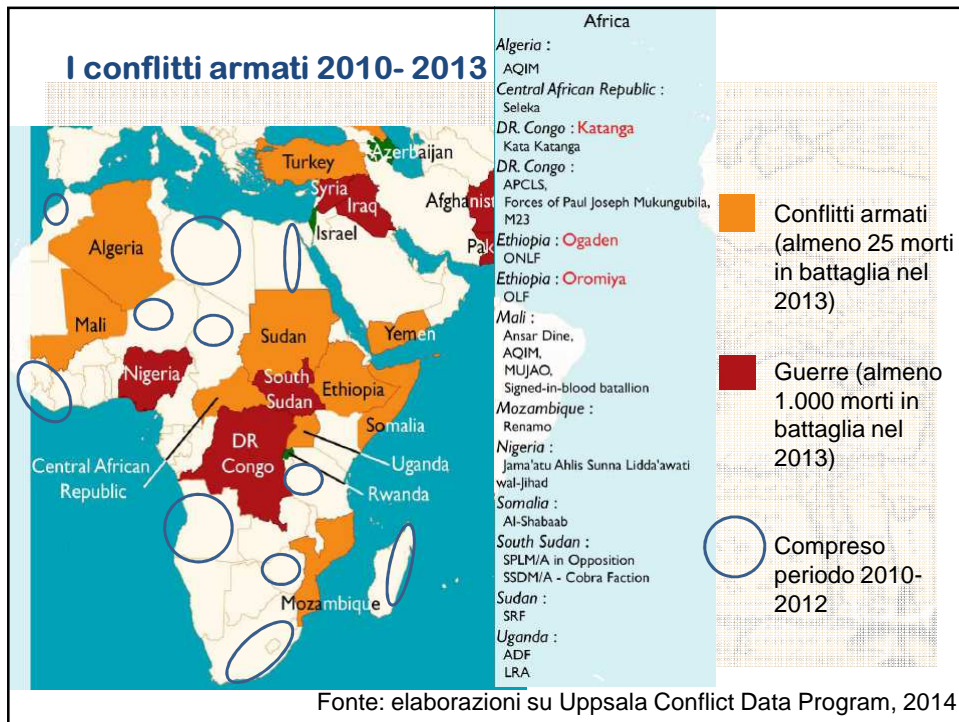 I conflitti armati 2010- 2013
Turkey
Azerbaijan
Syria
Iraq
Afghanist
Israel
Pak
Algeria
Mali
Sudan
Yemen
Nigeria
South
Sudan
Ethiopia
Somalia
DR
Congo
Central African
Republic
Uganda
Rwanda
Mozambique
Africa
Algeria :
AQIM
Central African Republic :
Seleka
DR. Congo : Katanga
Kata Katanga
DR. Congo :
APCLS,
Forces of Paul Joseph Mukungubila,
M23
Ethiopia : Ogaden
ONLF
Ethiopia : Oromiya
OLF
Mali :
Ansar Dine,
AQIM,
MUJAO,
Signed-in-blood batallion
Mozambique :
Renamo
Nigeria :
Jama'atu Ahlis Sunna Lidda'awati
wal-Jihad
Somalia :
Al-Shabaab
South Sudan :
SPLM/A in Opposition
SSDM/A - Cobra Faction
Sudan :
SRF
Uganda :
ADF
LRA
Conflitti armati
(almeno 25 morti
in battaglia nel
2013)
Guerre (almeno
1.000 morti in
battaglia nel
2013)
Compreso
periodo 2010-
2012
Fonte: elaborazioni su Uppsala Conflict Data Program, 2014